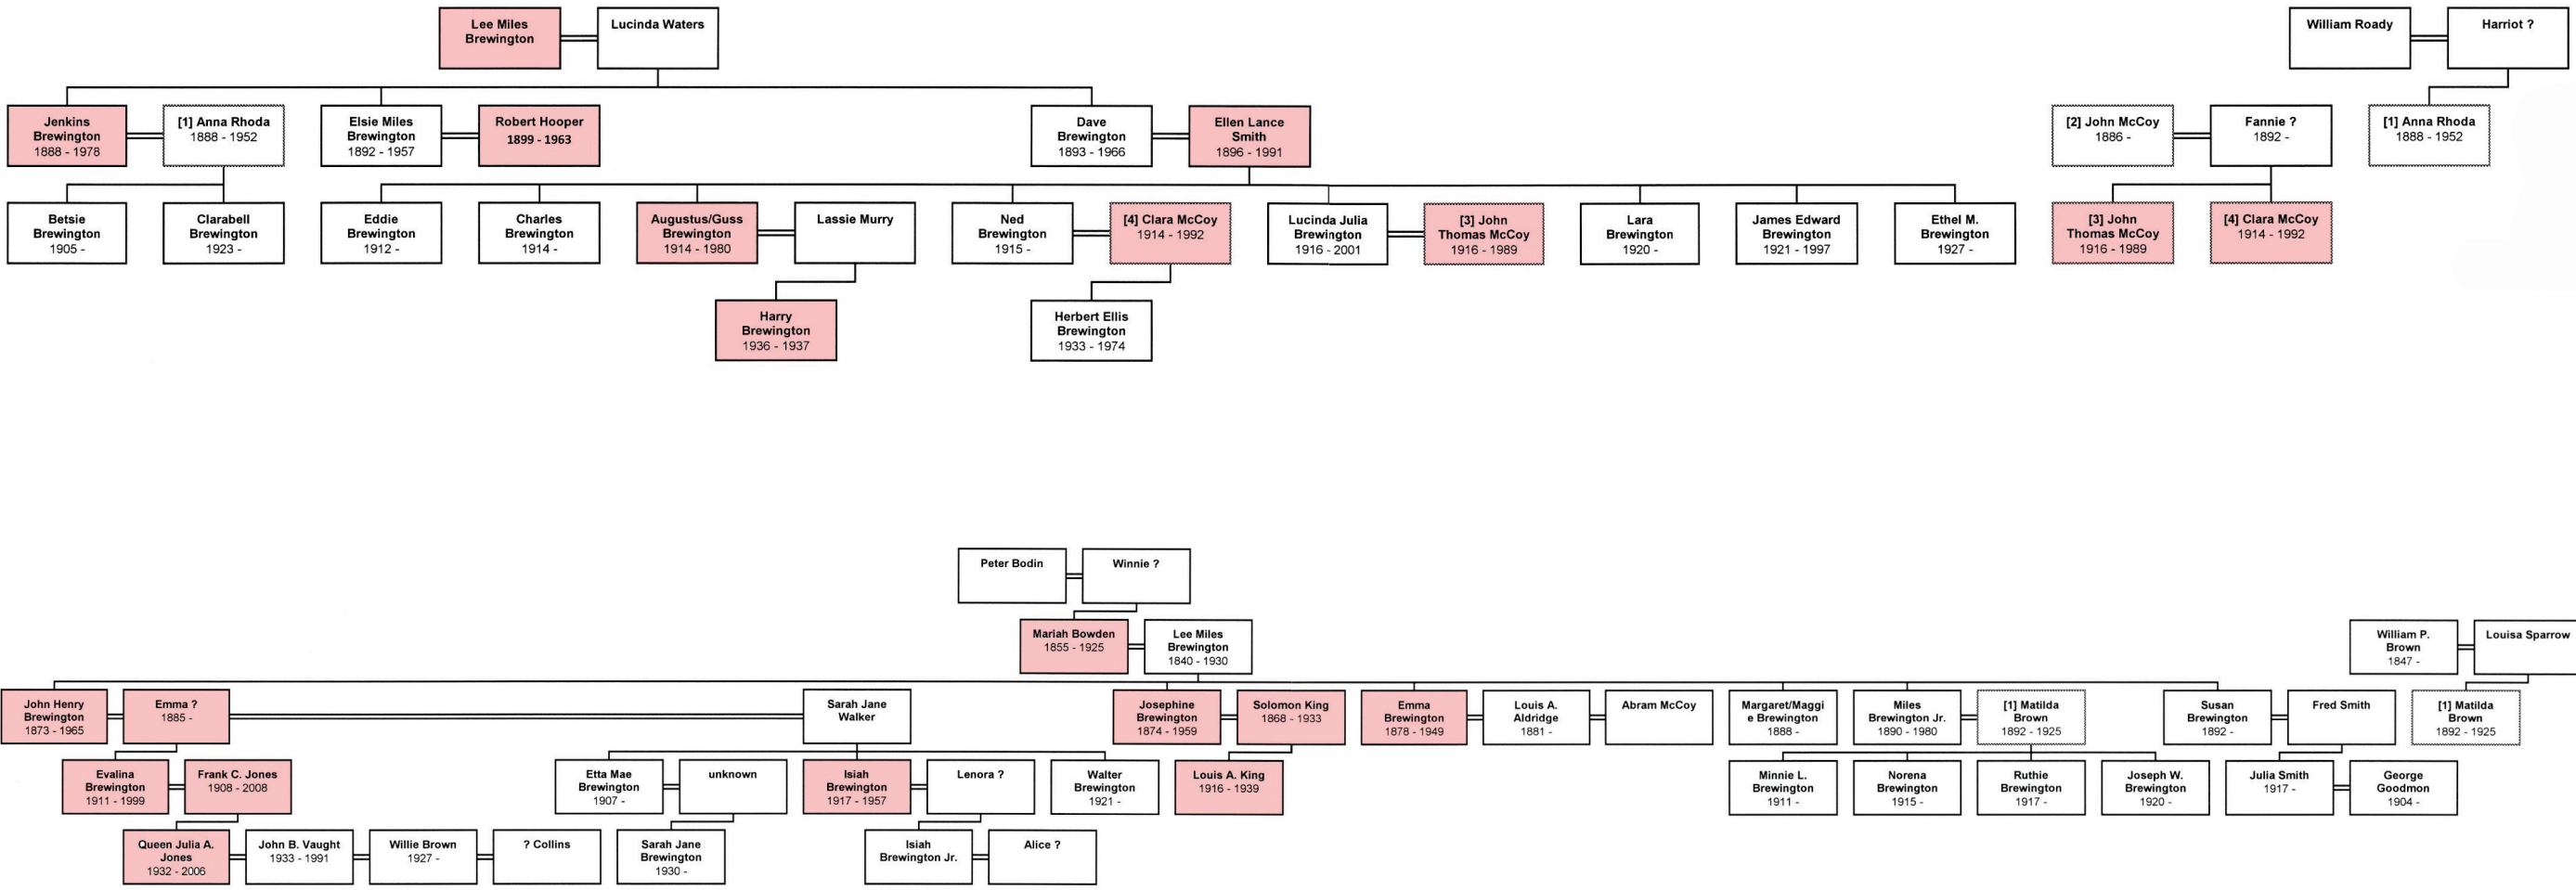 Lee Miles
Brewington
Lucinda Waters
William Roady
Harriot ?
Jenkins
Brewington
1888 - 1978
[1] Anna Rhoda
1888 - 1952
Elsie Miles
Brewington
1892 - 1957
Robert Hooper
1899 - 1963
Dave
Brewington
1893 - 1966
Ellen Lance
Smith
1896 - 1991
[2] John McCoy
1886 -
Fannie ?
1892 -
[1] Anna Rhoda
1888 - 1952
Betsie
Brewington
1905 -
Clarabell
Brewington
1923 -
Eddie
Brewington
1912 -
Charles
Brewington
1914 -
Augustus/Guss
Brewington
1914 - 1980
Lassie Murry
Ned
Brewington
1915 -
[4] Clara McCoy
1914 - 1992
Lucinda Julia
Brewington
1916 - 2001
[3] John
Thomas McCoy
1916 - 1989
Lara
Brewington
1920 -
James Edward
Brewington
1921 - 1997
Ethel M.
Brewington
1927 -
[3] John
Thomas McCoy
1916 - 1989
[4] Clara McCoy
1914 - 1992
Harry
Brewington
1936 - 1937
Herbert Ellis
Brewington
1933 - 1974
Peter Bodin
Winnie ?
Mariah Bowden
1855 - 1925
Lee Miles
Brewington
1840 - 1930
William P.
Brown
1847 -
Louisa Sparrow
John Henry
Brewington
1873 - 1965
Emma ?
1885 -
Sarah Jane
Walker
Josephine
Brewington
1874 - 1959
Solomon King
1868 - 1933
Emma
Brewington
1878 - 1949
Louis A.
Aldridge
1881 -
Abram McCoy
Margaret/Maggi
e Brewington
1888 -
Miles
Brewington Jr.
1890 - 1980
[1] Matilda
Brown
1892 - 1925
Susan
Brewington
1892 -
Fred Smith
[1] Matilda
Brown
1892 - 1925
Evalina
Brewington
1911 - 1999
Frank C. Jones
1908 - 2008
Etta Mae
Brewington
1907 -
unknown
Isiah
Brewington
1917 - 1957
Lenora ?
Walter
Brewington
1921 -
Louis A. King
1916 - 1939
Minnie L.
Brewington
1911 -
Norena
Brewington
1915 -
Ruthie
Brewington
1917 -
Joseph W.
Brewington
1920 -
Julia Smith
1917 -
George
Goodmon
1904 -
Queen Julia A.
Jones
1932 - 2006
John B. Vaught
1933 - 1991
Willie Brown
1927 -
? Collins
Sarah Jane
Brewington
1930 -
Isiah
Brewington Jr.
Alice ?